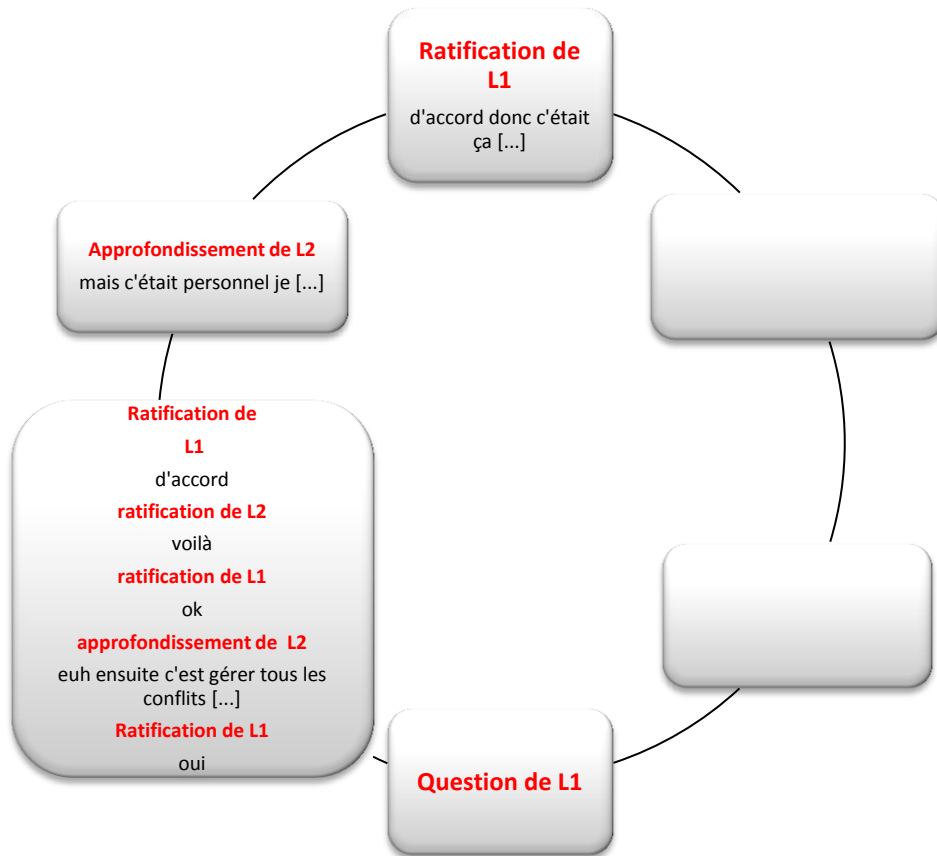 Ratification de
L1
d'accord donc c'était
ça [...]
Approfondissement de L2
mais c'était personnel je [...]
Ratification de
L1
d'accord
ratification de L2
voilà
ratification de L1
ok
approfondissement de L2
euh ensuite c'est gérer tous les
conflits [...]
Ratification de L1
oui
Question de L1